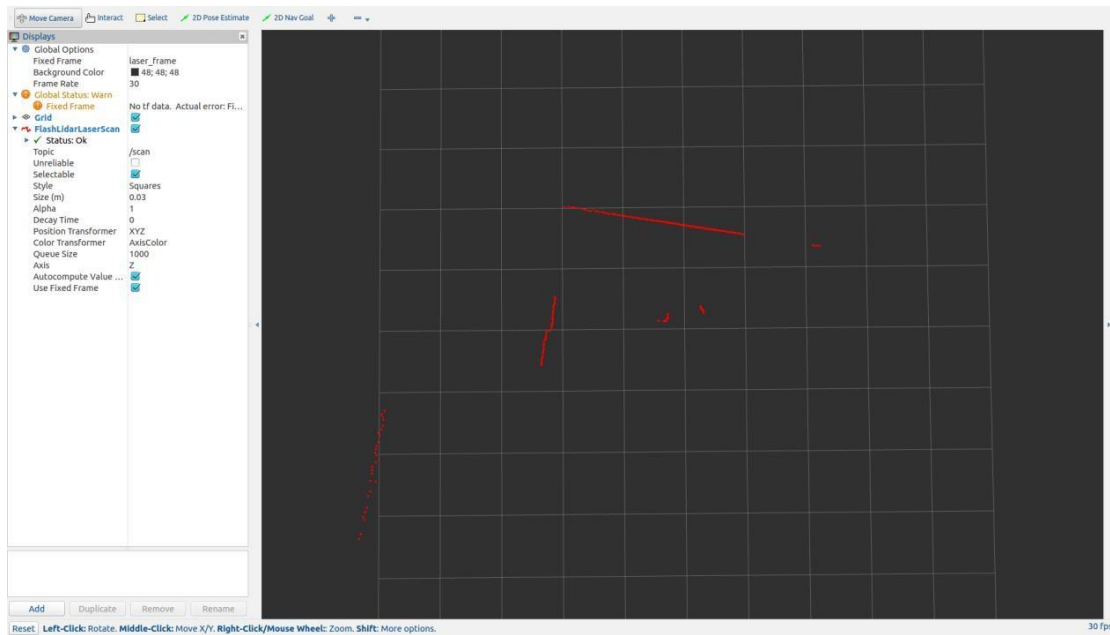 Move Camera Interact Select 2D Pose Estimate 2D Nav Goal
Displays
Global Options
Fixed Frame laser_frame
Background Color 48; 48; 48
Frame Rate 30
Global Status: Warn
Fixed Frame No tf data. Actual error: Fi...
Grid
FlashLidarLaserScan
Status: Ok
Topic /scan
Unreliable
Selectable
Style Squares
Size (m) 0.03
Alpha 1
Decay Time 0
Position Transformer XYZ
Color Transformer AxisColor
Queue Size 1000
Axis Z
Autocompute Value ...
Use Fixed Frame
Add Duplicate Remove Rename
Reset Left-Click: Rotate. Middle-Click: Move X/Y. Right-Click/Mouse Wheel:: Zoom. Shift: More options. 30 fps